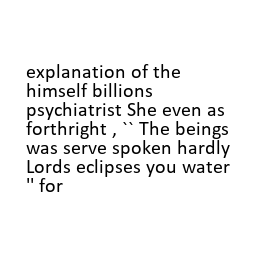 explanation of the
himself billions
psychiatrist She even as
forthright , `` The beings
was serve spoken hardly
Lords eclipses you water
" for